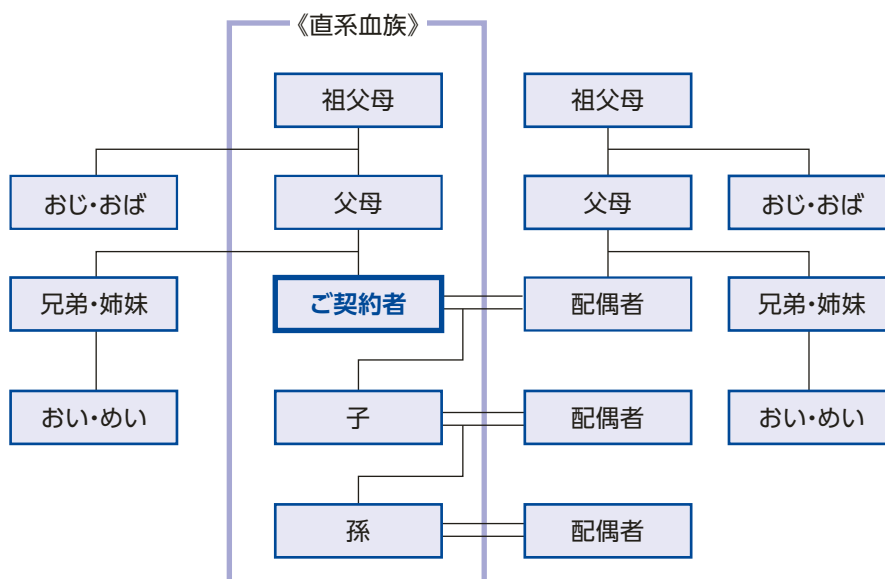 《直系血族》
祖父母
祖父母
おじ・おば
父母
父母
おじ・おば
兄弟・姉妹
ご契約者
配偶者
兄弟・姉妹
おい・めい
子
配偶者
おい・めい
孫
配偶者